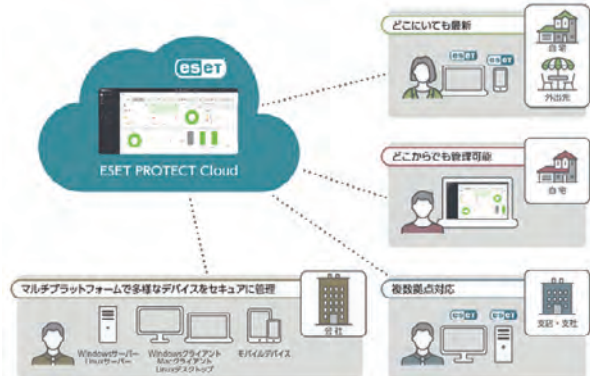 eseT
ESET PROTECT Cloud
どこにいても最新
自宅
外出先
eseT
eseT
どこからでも管理可能
自宅
マルチプラットフォームで多様なデバイスをセキュアに管理
会社
Windowsサーバー
Linuxサーバー
Windowsクライアント
Macクライアント
Linuxデスクトップ
モバイルデバイス
複数拠点対応
支店・支社
eseT
eseT